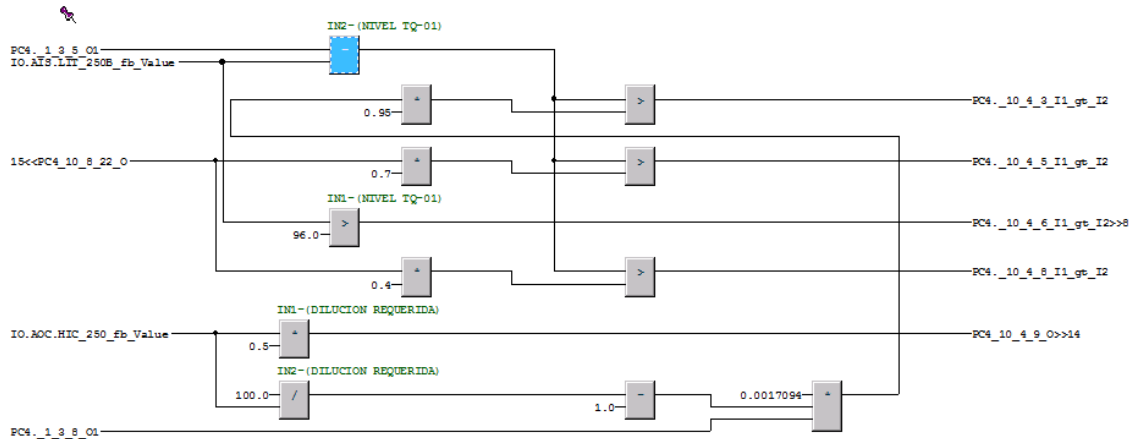 IN2-(NIVEL TQ-01)
PC4._1_3_5_O1
-
IO.AIS.LIT_250B_fb_Value
*
0.95
>
PC4._10_4_3_I1_gt_I2
15<<PC4_10_8_22_O
*
0.7
>
PC4._10_4_5_I1_gt_I2
IN1-(NIVEL TQ-01)
>
96.0
PC4._10_4_6_I1_gt_I2>>8
*
0.4
>
PC4._10_4_8_I1_gt_I2
IN1-(DILUCION REQUERIDA)
IO.AOC.HIC_250_fb_Value
*
0.5
PC4_10_4_9_O>>14
IN2-(DILUCION REQUERIDA)
100.0
/
-
1.0
0.0017094
*
PC4._1_3_8_O1